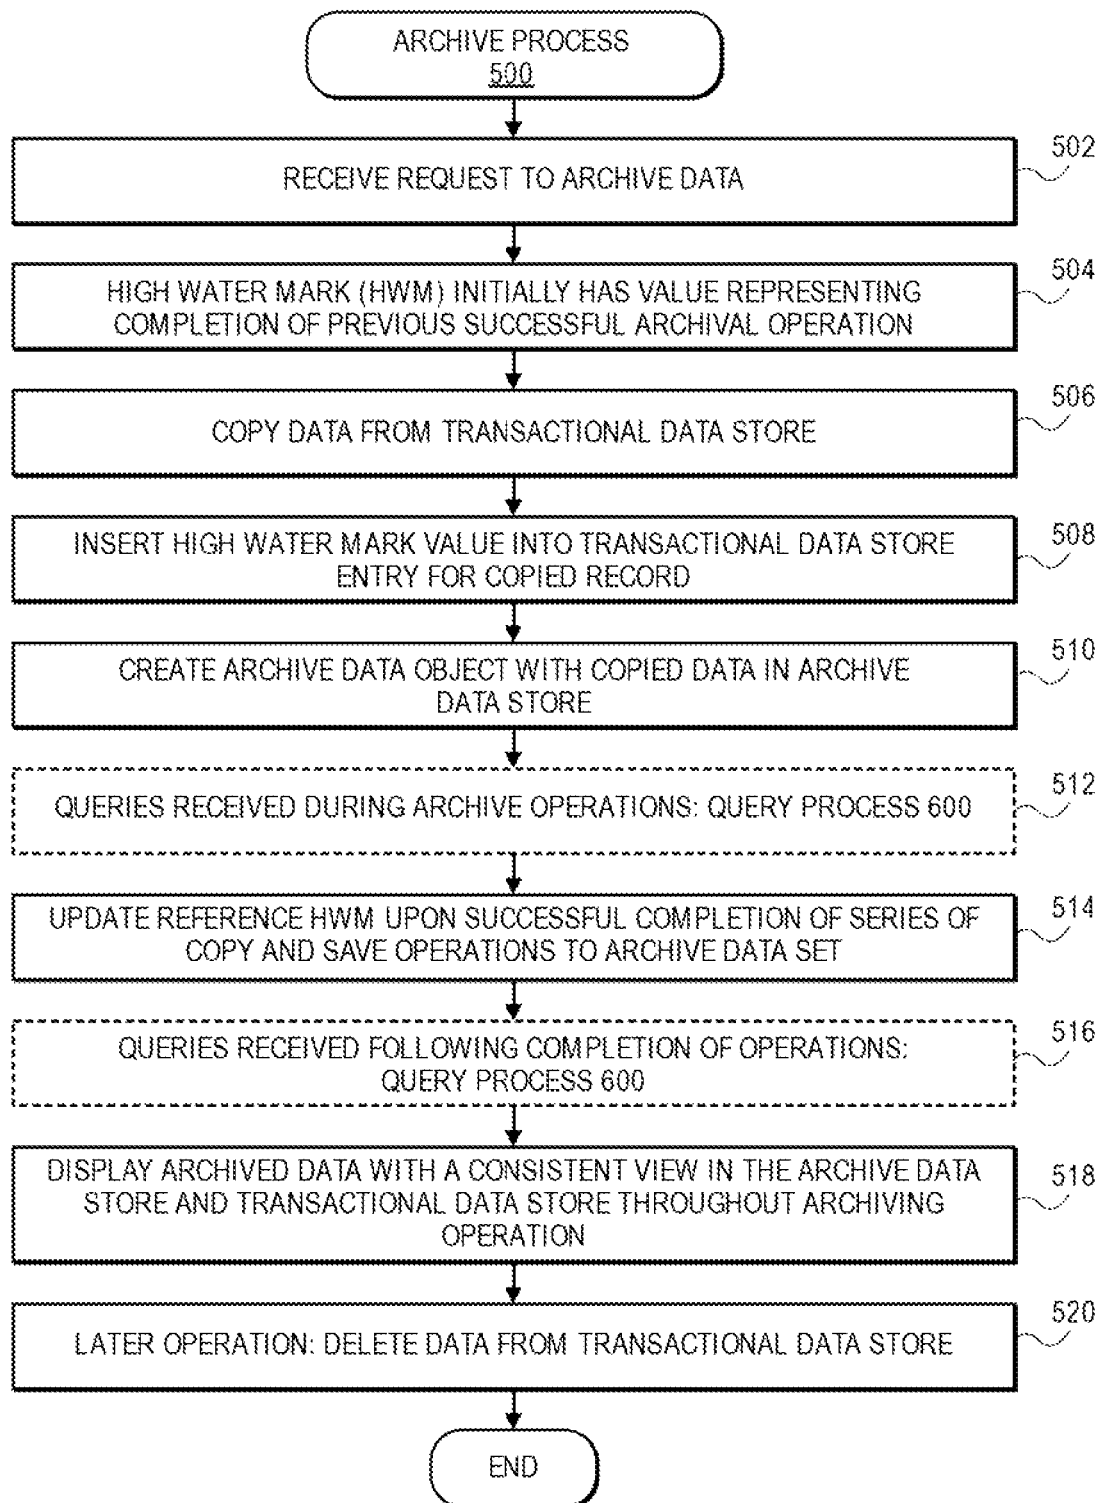 ARCHIVE PROCESS
500
RECEIVE REQUEST TO ARCHIVE DATA
502
HIGH WATER MARK (HWM) INITIALLY HAS VALUE REPRESENTING
COMPLETION OF PREVIOUS SUCCESSFUL ARCHIVAL OPERATION
504
COPY DATA FROM TRANSACTIONAL DATA STORE
506
INSERT HIGH WATER MARK VALUE INTO TRANSACTIONAL DATA STORE
ENTRY FOR COPIED RECORD
508
CREATE ARCHIVE DATA OBJECT WITH COPIED DATA IN ARCHIVE
DATA STORE
510
QUERIES RECEIVED DURING ARCHIVE OPERATIONS: QUERY PROCESS 600
512
UPDATE REFERENCE HWM UPON SUCCESSFUL COMPLETION OF SERIES OF
COPY AND SAVE OPERATIONS TO ARCHIVE DATA SET
514
QUERIES RECEIVED FOLLOWING COMPLETION OF OPERATIONS:
QUERY PROCESS 600
516
DISPLAY ARCHIVED DATA WITH A CONSISTENT VIEW IN THE ARCHIVE DATA
STORE AND TRANSACTIONAL DATA STORE THROUGHOUT ARCHIVING
OPERATION
518
LATER OPERATION: DELETE DATA FROM TRANSACTIONAL DATA STORE
520
END